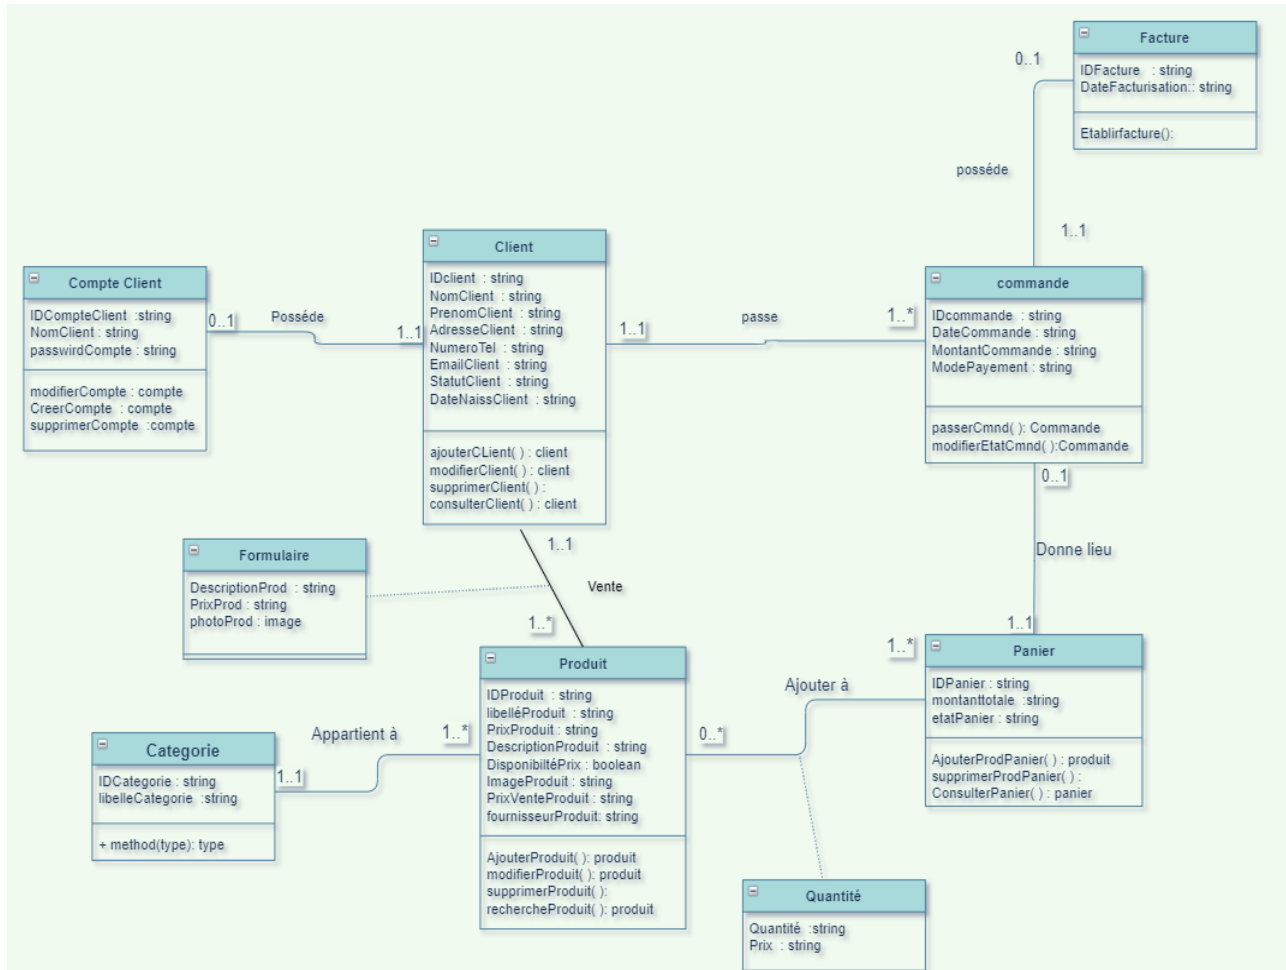 Facture
IDFacture : string
DateFacturisation:: string
Etablirfacture():
0..1
posséde
1..1
Compte Client
IDCompteClient :string
NomClient : string
passwirdCompte : string
modifierCompte : compte
CreerCompte : compte
supprimerCompte :compte
0..1
Posséde
1..1
Client
IDclient : string
NomClient : string
PrenomClient : string
AdresseClient : string
NumeroTel : string
EmailClient : string
StatutClient : string
DateNaissClient : string
ajouterCLient( ) : client
modifierClient( ) : client
supprimerClient( ) :
consulterClient( ) : client
1..1
passe
1..*
commande
IDcommande : string
DateCommande : string
MontantCommande : string
ModePayement : string
passerCmnd( ): Commande
modifierEtatCmnd( ):Commande
0..1
Donne lieu
1..1
Formulaire
DescriptionProd : string
PrixProd : string
photoProd : image
1..1
Vente
1..*
Produit
IDProduit : string
libelléProduit : string
PrixProduit : string
DescriptionProduit : string
DisponibiltéPrix : boolean
ImageProduit : string
PrixVenteProduit : string
fournisseurProduit: string
AjouterProduit( ): produit
modifierProduit( ): produit
supprimerProduit( ):
rechercheProduit( ): produit
Categorie
IDCategorie : string
libelleCategorie :string
+ method(type): type
1..1
Appartient à
1..*
0..*
Ajouter à
1..*
Panier
IDPanier : string
montanttotale :string
etatPanier : string
AjouterProdPanier( ) : produit
supprimerProdPanier( ) :
ConsulterPanier( ) : panier
Quantité
Quantité :string
Prix : string